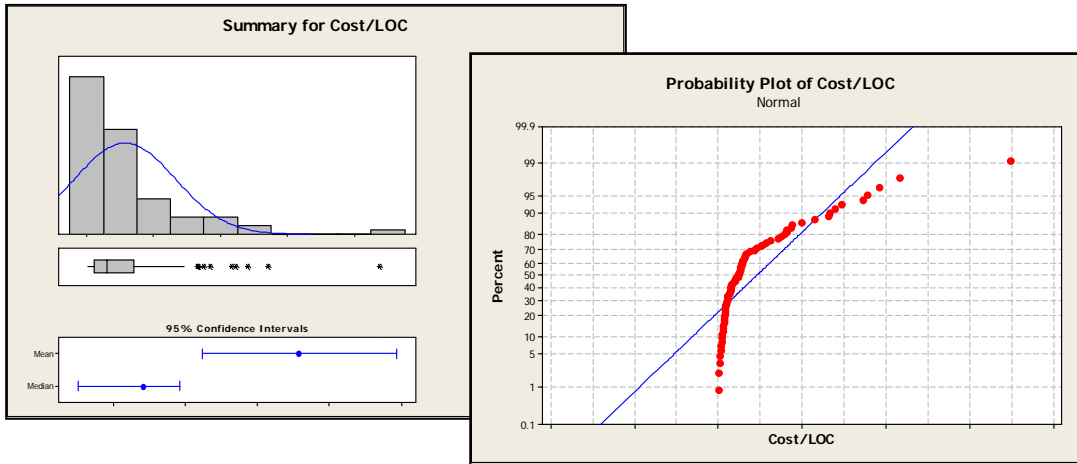 Summary for Cost/LOC
95% Confidence Intervals
Mean
Median
Probability Plot of Cost/LOC
Normal
99.9
99
95
90
80
70
60
50
40
30
20
10
5
1
0.1
Percent
Cost/LOC